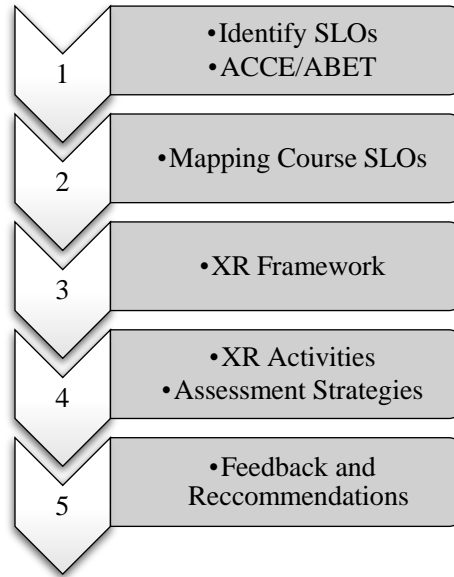 1
•Identify SLOs
•ACCE/ABET
2
•Mapping Course SLOs
3
•XR Framework
4
•XR Activities
•Assessment Strategies
5
•Feedback and
Reccommendations